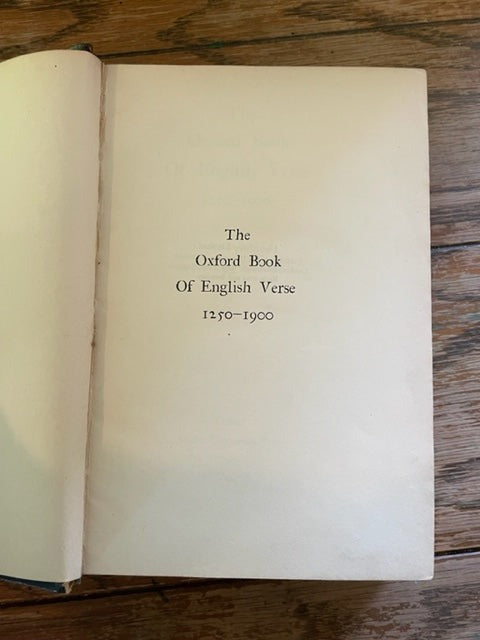 The
Oxford Book
Of English Verse
1250–1900